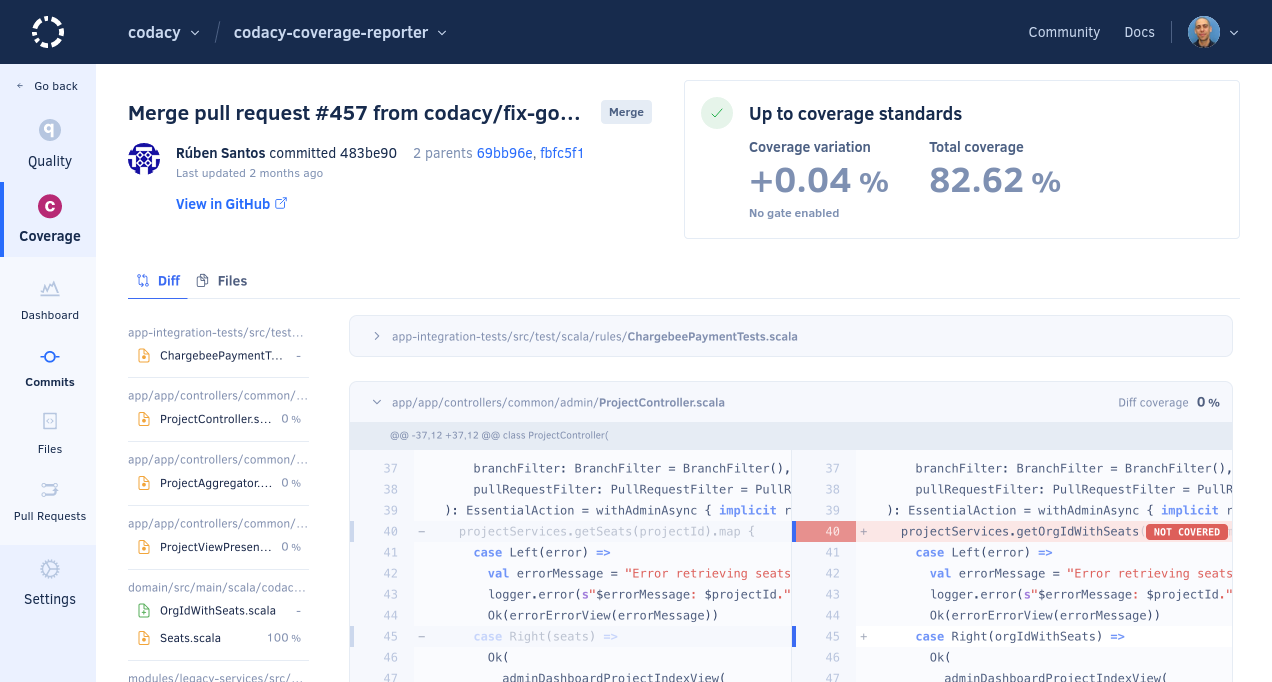 codacy
codacy-coverage-reporter
Community
Docs
Go back
Quality
Coverage
Dashboard
Commits
Files
Pull Requests
Settings
Merge pull request #457 from codacy/fix-go...
Merge
Rúben Santos committed 483be90 2 parents 69bb96e, fbfc5f1
Last updated 2 months ago
View in GitHub
Up to coverage standards
Coverage variation
+0.04 %
Total coverage
82.62 %
No gate enabled
Diff
Files
app-integration-tests/src/test...
ChargebeePaymentT... -
app/app/controllers/common/...
ProjectController.s... 0 %
app/app/controllers/common/...
ProjectAggregator.... 0 %
app/app/controllers/common/...
ProjectViewPresen... 0 %
domain/src/main/scala/codac...
OrgIdWithSeats.scala -
Seats.scala 100 %
modules/legacy-services/src/...
app-integration-tests/src/test/scala/rules/ChargebeePaymentTests.scala
app/app/controllers/common/admin/ProjectController.scala
Diff coverage 0 %
@@ -37,12 +37,12 @@ class ProjectController(
37 branchFilter: BranchFilter = BranchFilter(),
38 pullRequestFilter: PullRequestFilter = PullR
39 ): EssentialAction = withAdminAsync { implicit r
40 - projectServices.getSeats(projectId).map {
41 case Left(error) =>
42 val errorMessage = "Error retrieving seats
43 logger.error(s"$errorMessage: $projectId."
44 Ok(errorErrorView(errorMessage))
45 - case Right(seats) =>
46 Ok(
47 adminDashboardProjectIndexView(
37 branchFilter: BranchFilter = BranchFilter(),
38 pullRequestFilter: PullRequestFilter = PullR
39 ): EssentialAction = withAdminAsync { implicit r
40 + projectServices.getOrgIdWithSeats( NOT COVERED
41 case Left(error) =>
42 val errorMessage = "Error retrieving seats
43 logger.error(s"$errorMessage: $projectId."
44 Ok(errorErrorView(errorMessage))
45 + case Right(orgIdWithSeats) =>
46 Ok(
47 adminDashboardProjectIndexView(